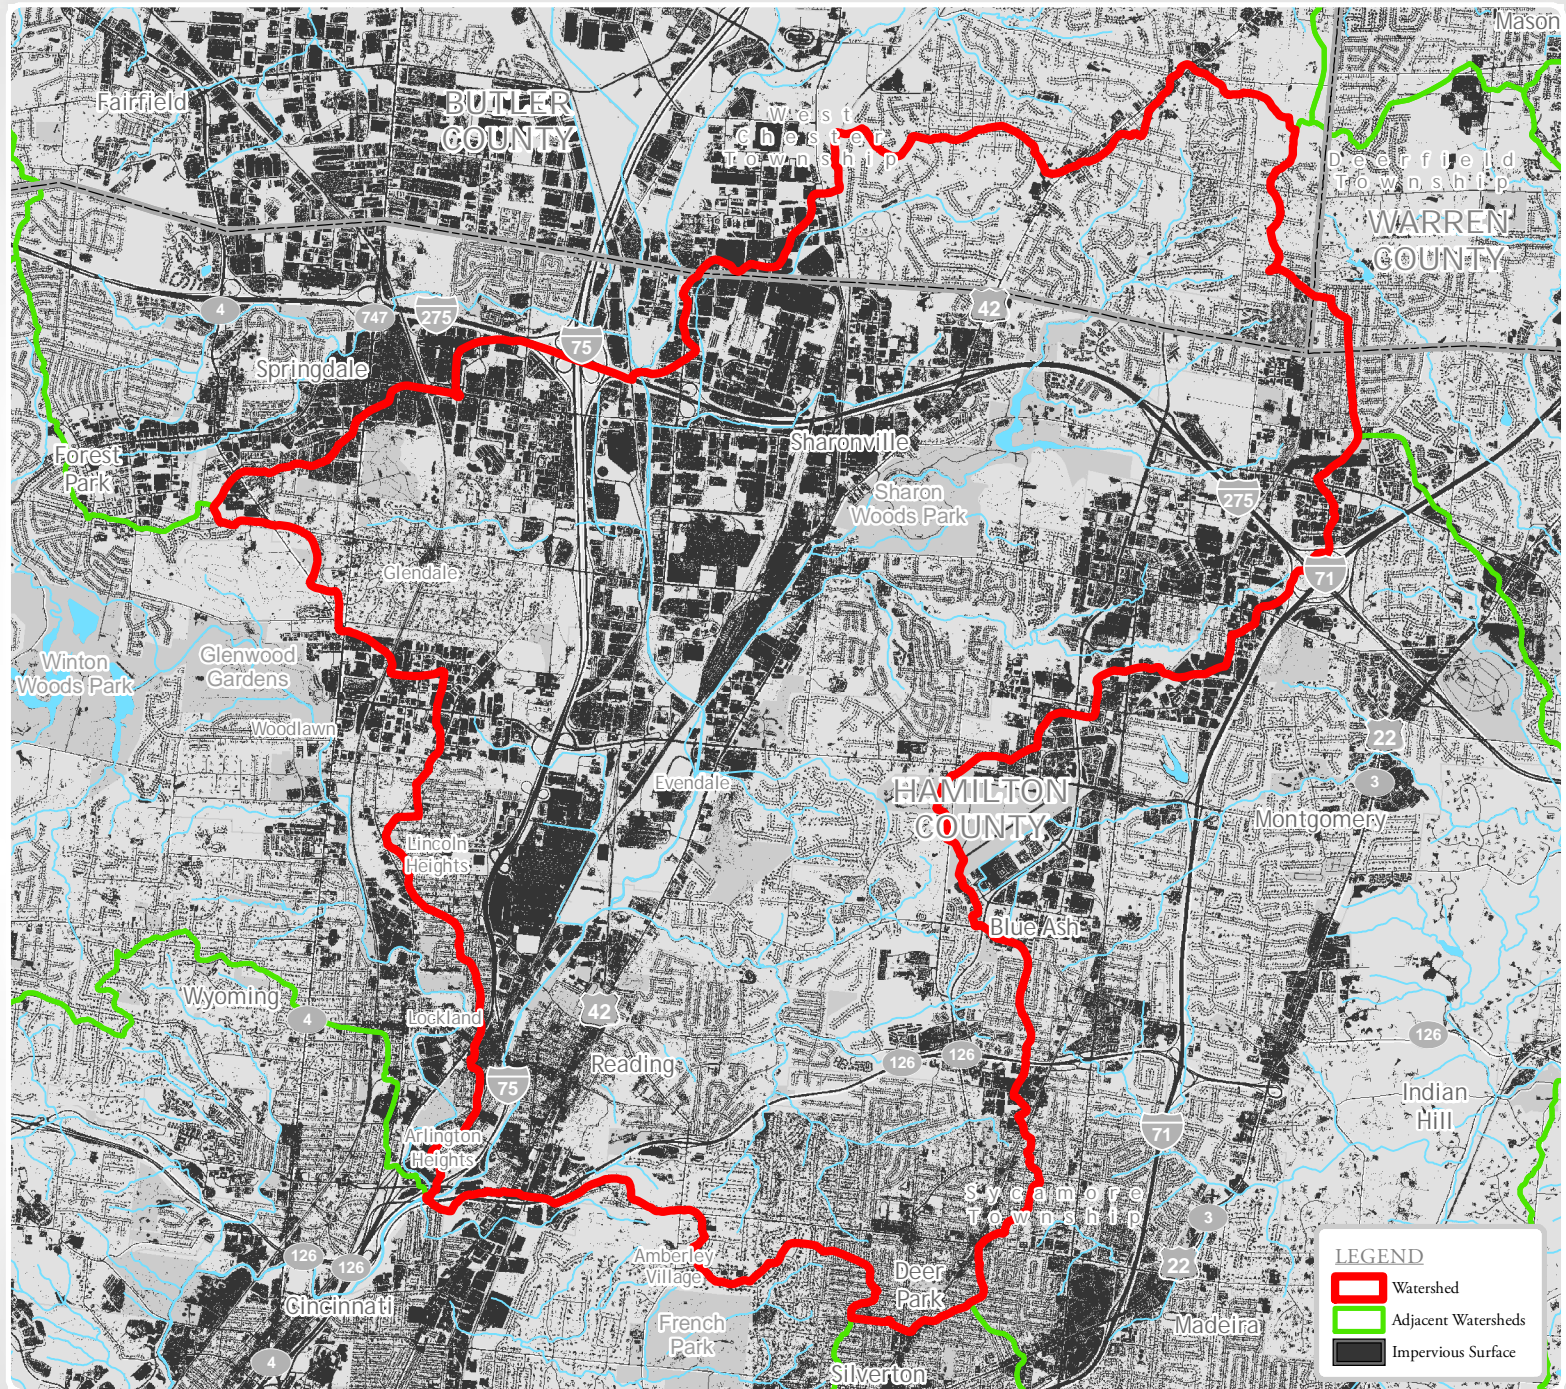 Mason
Fairfield
BUTLER
COUNTY
West
Chester
Township
Deerfield
Township
WARREN
COUNTY
4
747
275
75
42
Springdale
Forest
Park
Sharonville
Sharon
Woods Park
275
71
Glendale
Winton
Woods Park
Glenwood
Gardens
Woodlawn
22
3
Evendale
HAMILTON
COUNTY
Montgomery
Lincoln
Heights
Blue Ash
Wyoming
4
Lockland
42
Reading
126
126
126
75
Indian
Hill
71
Arlington
Heights
Sycamore
Township
3
126
126
Amberley
Village
22
Deer
Park
Cincinnati
French
Park
Madeira
4
Silverton
LEGEND
Watershed
Adjacent Watersheds
Impervious Surface